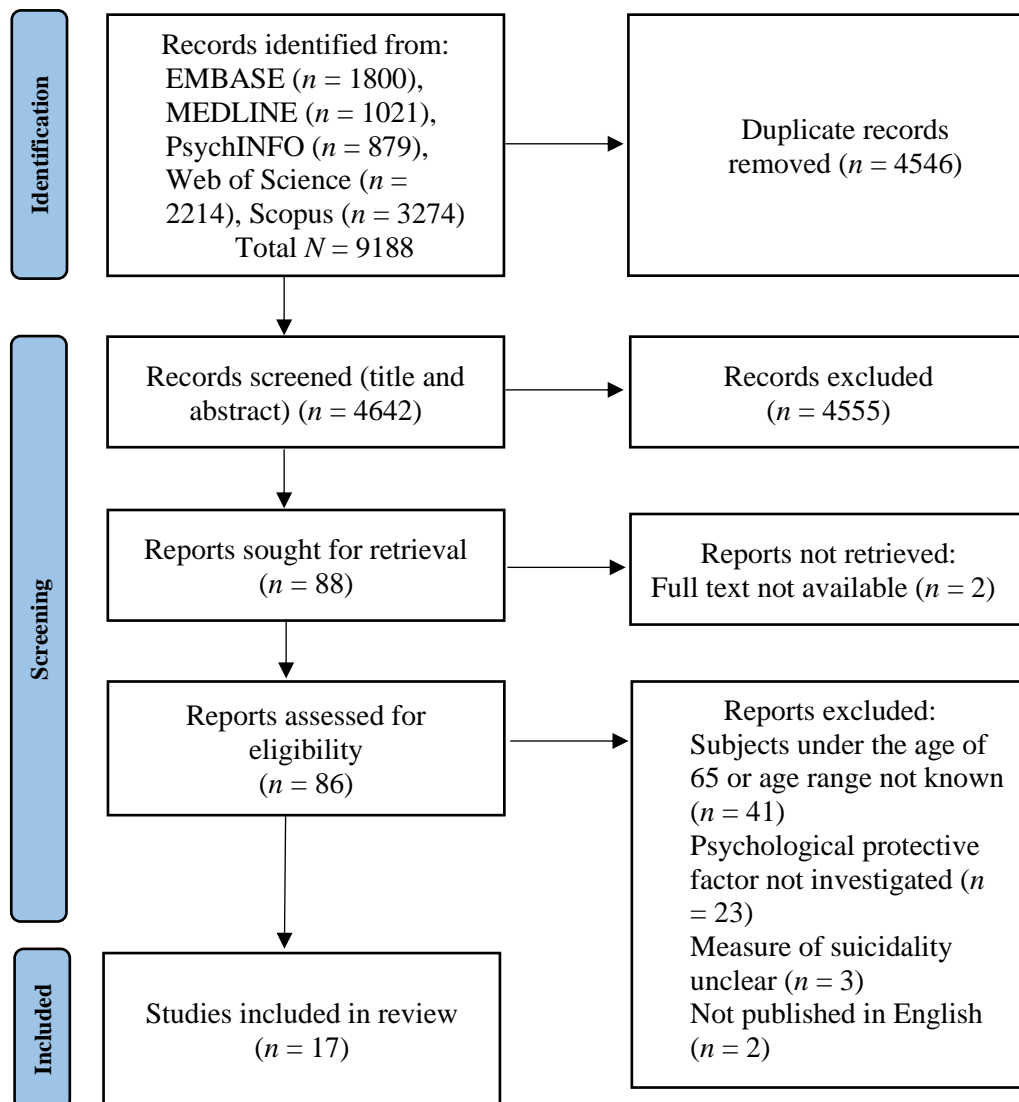 Identification
Records identified from:
EMBASE (n = 1800),
MEDLINE (n = 1021),
PsychINFO (n = 879),
Web of Science (n =
2214), Scopus (n = 3274)
Total N = 9188
Duplicate records
removed (n = 4546)
Screening
Records screened (title and
abstract) (n = 4642)
Records excluded
(n = 4555)
Reports sought for retrieval
(n = 88)
Reports not retrieved:
Full text not available (n = 2)
Reports assessed for
eligibility
(n = 86)
Reports excluded:
Subjects under the age of
65 or age range not known
(n = 41)
Psychological protective
factor not investigated (n
= 23)
Measure of suicidality
unclear (n = 3)
Not published in English
(n = 2)
Included
Studies included in review
(n = 17)